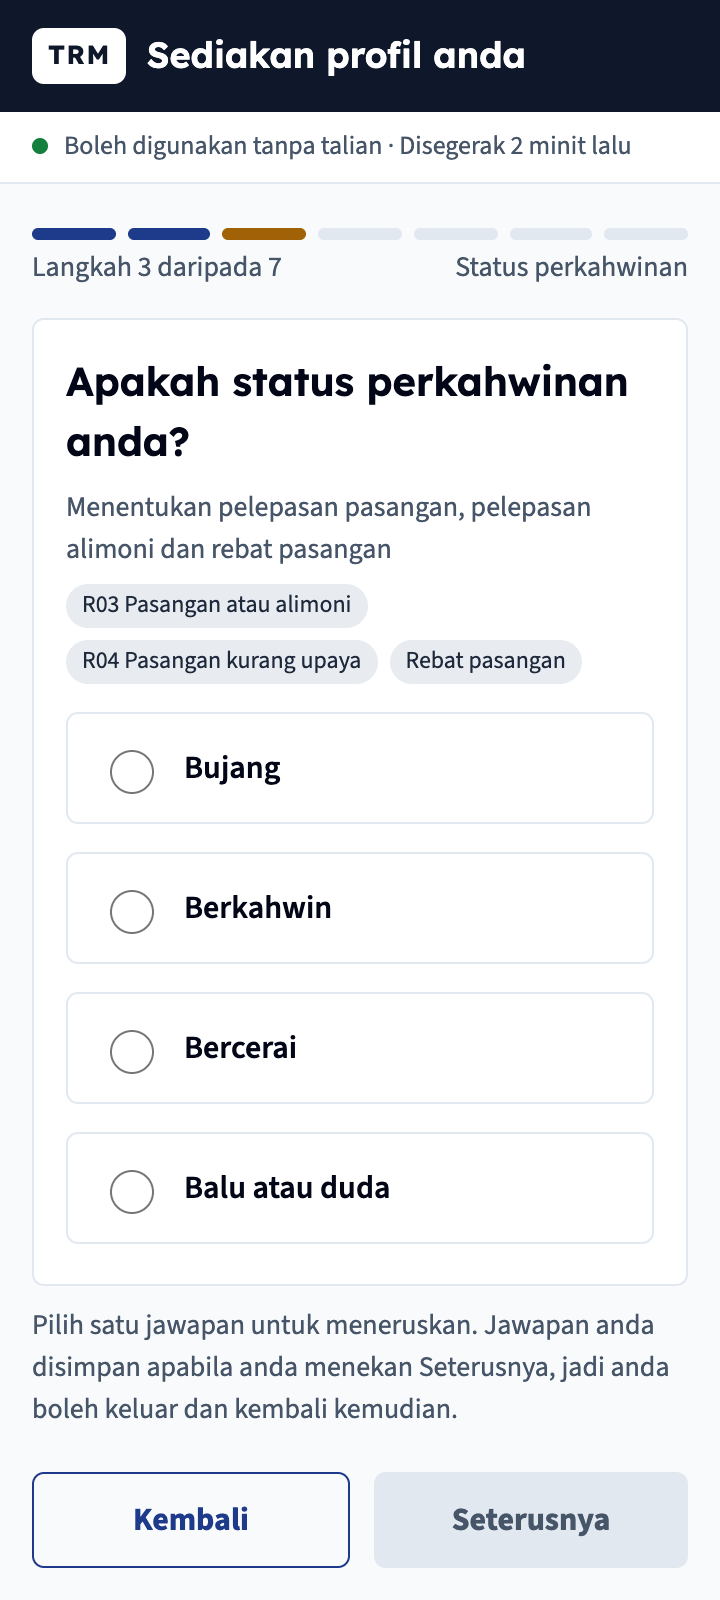 TRM
Sediakan profil anda
Boleh digunakan tanpa talian · Disegerak 2 minit lalu
Langkah 3 daripada 7
Status perkahwinan
Apakah status perkahwinan
anda?
Menentukan pelepasan pasangan, pelepasan
alimoni dan rebat pasangan
R03 Pasangan atau alimoni
R04 Pasangan kurang upaya
Rebat pasangan
Bujang
Berkahwin
Bercerai
Balu atau duda
Pilih satu jawapan untuk meneruskan. Jawapan anda
disimpan apabila anda menekan Seterusnya, jadi anda
boleh keluar dan kembali kemudian.
Kembali
Seterusnya